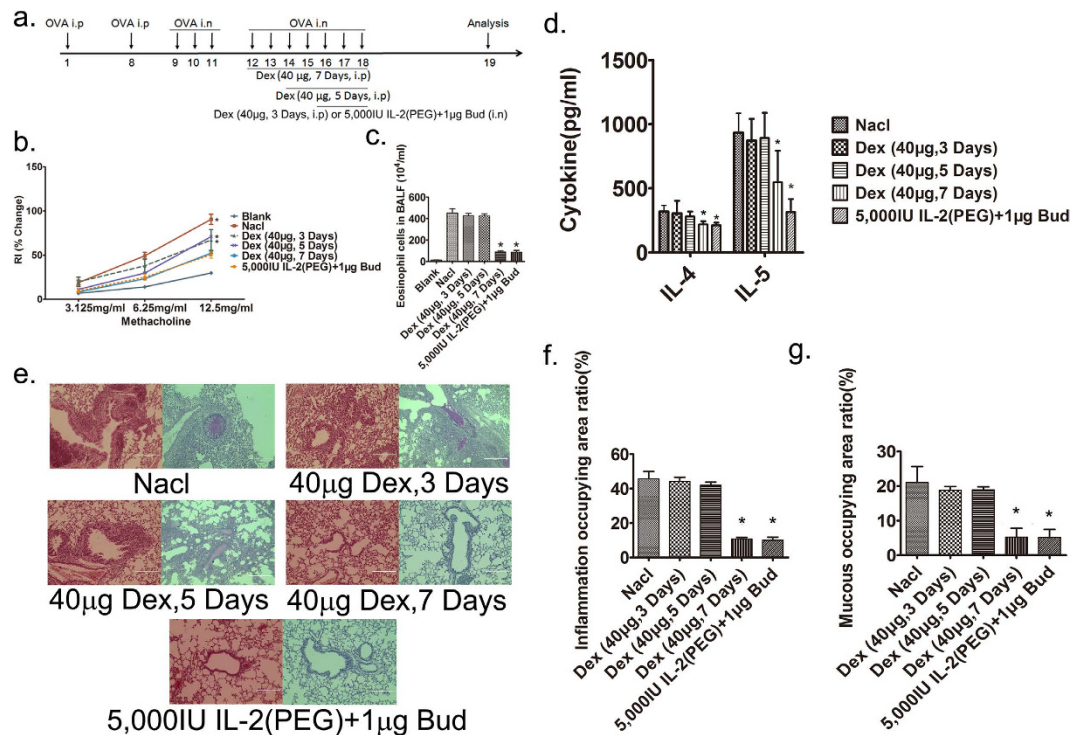 a.
OVA i.p OVA i.p OVA i.n OVA i.n Analysis
1 8 9 10 11 12 13 14 15 16 17 18 19
Dex (40 μg, 7 Days, i.p)
Dex (40 μg, 5 Days, i.p)
Dex (40μg, 3 Days, i.p) or 5,000IU IL-2(PEG)+1μg Bud (i.n)
b.
RI (% Change)
150
100
50
0
3.125mg/ml 6.25mg/ml 12.5mg/ml
Methacholine
* 
*
*
Blank
Nacl
Dex (40μg, 3 Days)
Dex (40μg, 5 Days)
Dex (40μg, 7 Days)
5,000IU IL-2(PEG)+1μg Bud
c.
Eosinophil cells in BALF (10⁴/ml)
600
400
200
0
* *
Blank
Nacl
Dex (40μg, 3 Days)
Dex (40μg, 5 Days)
Dex (40μg, 7 Days)
5,000IU IL-2(PEG)+1μg Bud
d.
Cytokine(pg/ml)
1500
1000
500
0
* * * *
IL-4 IL-5
Nacl
Dex (40μg,3 Days)
Dex (40μg,5 Days)
Dex (40μg,7 Days)
5,000IU IL-2(PEG)+1μg Bud
e.
Nacl 40μg Dex,3 Days
40μg Dex,5 Days 40μg Dex,7 Days
5,000IU IL-2(PEG)+1μg Bud
f.
Inflammation occupying area ratio(%)
80
60
40
20
0
* *
Nacl
Dex (40μg,3 Days)
Dex (40μg,5 Days)
Dex (40μg,7 Days)
5,000IU IL-2(PEG)+1μg Bud
g.
Mucous occupying area ratio(%)
40
30
20
10
0
* *
Nacl
Dex (40μg,3 Days)
Dex (40μg,5 Days)
Dex (40μg,7 Days)
5,000IU IL-2(PEG)+1μg Bud